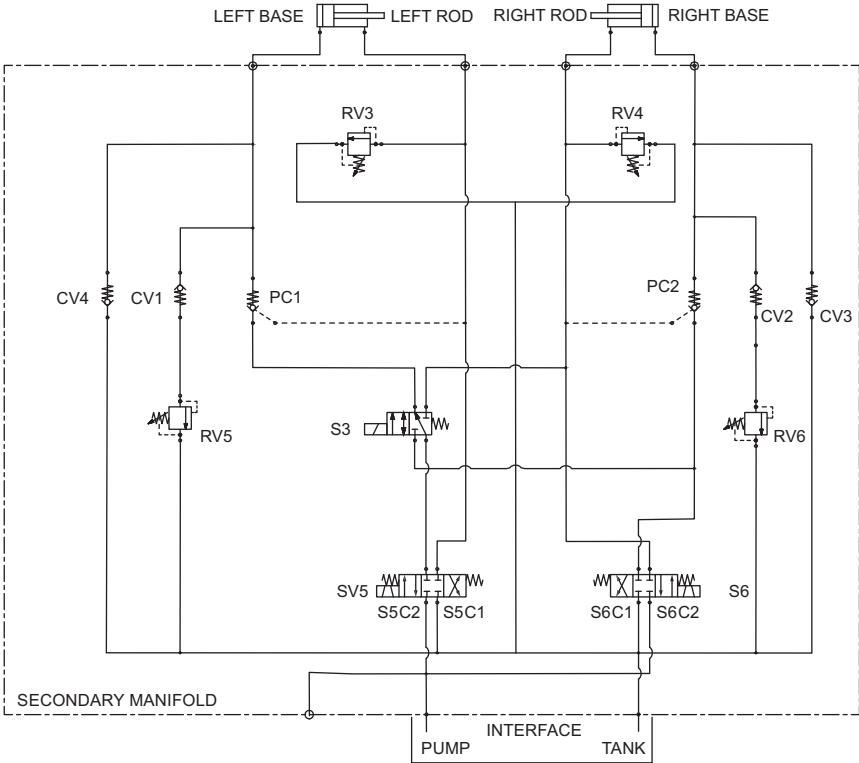 LEFT BASE
LEFT ROD
RIGHT ROD
RIGHT BASE
RV3
RV4
CV4
CV1
PC1
PC2
CV2
CV3
S3
RV5
RV6
SV5
S5C2
S5C1
S6C1
S6C2
S6
SECONDARY MANIFOLD
INTERFACE
PUMP
TANK